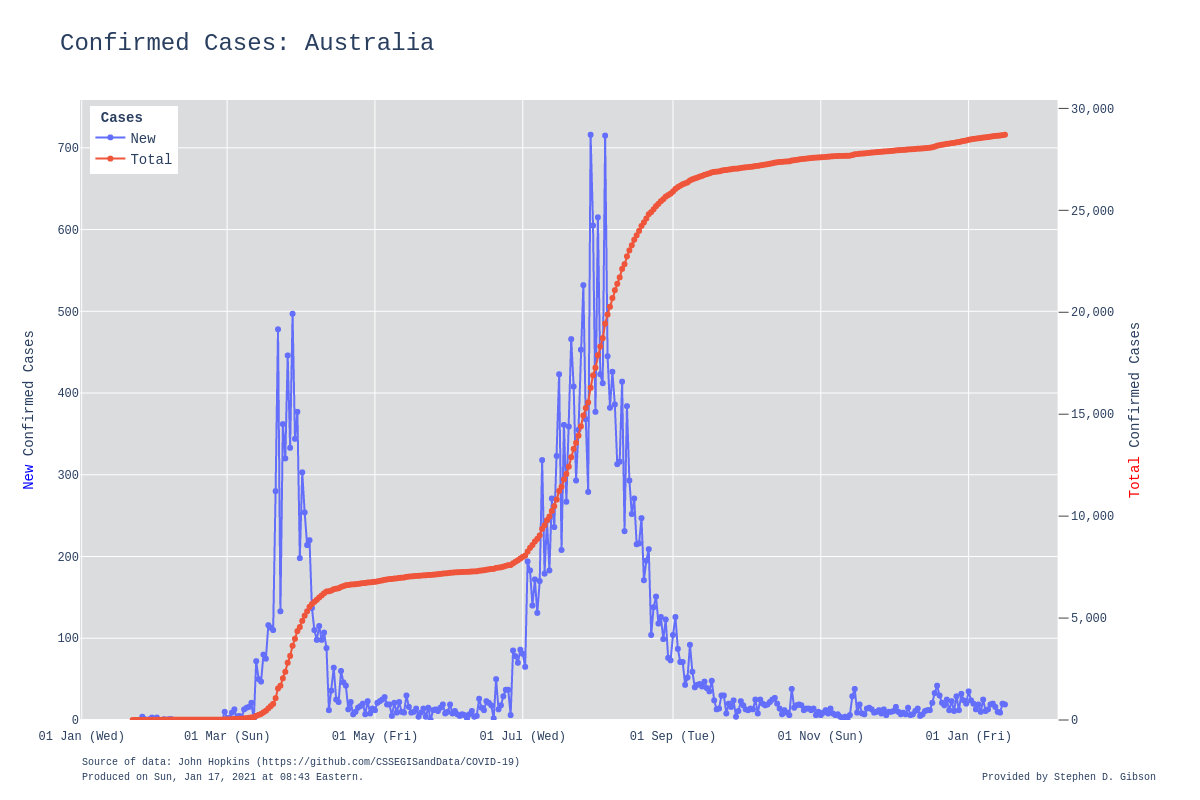 Confirmed Cases: Australia
Cases
New
Total
700
600
500
400
300
200
100
0
30,000
25,000
20,000
15,000
10,000
5,000
0
New Confirmed Cases
Total Confirmed Cases
01 Jan (Wed)
01 Mar (Sun)
01 May (Fri)
01 Jul (Wed)
01 Sep (Tue)
01 Nov (Sun)
01 Jan (Fri)
Source of data: John Hopkins (https://github.com/CSSEGISandData/COVID-19)
Produced on Sun, Jan 17, 2021 at 08:43 Eastern.
Provided by Stephen D. Gibson